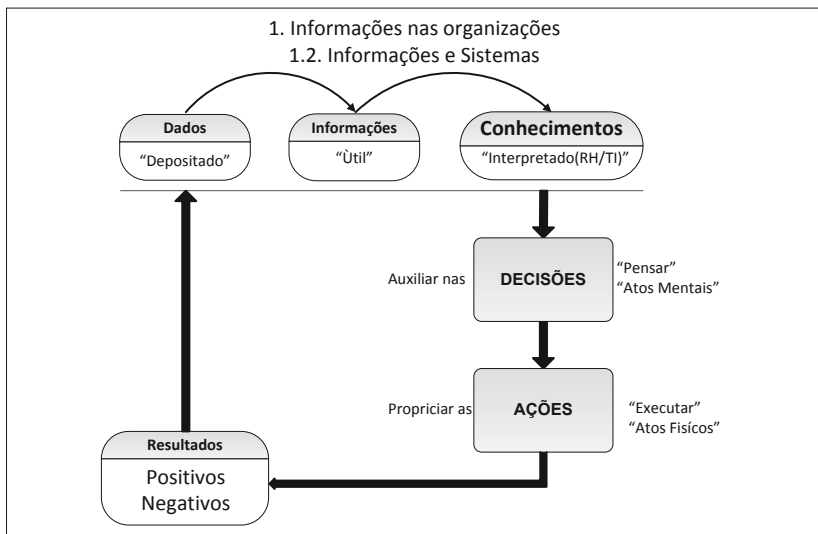 1. Informações nas organizações
1.2. Informações e Sistemas
Dados
“Depositado”
Informações
“Ùtil”
Conhecimentos
“Interpretado(RH/TI)”
Auxiliar nas
DECISÕES
“Pensar”
“Atos Mentais”
Propriciar as
AÇÕES
“Executar”
“Atos Fisícos”
Resultados
Positivos
Negativos